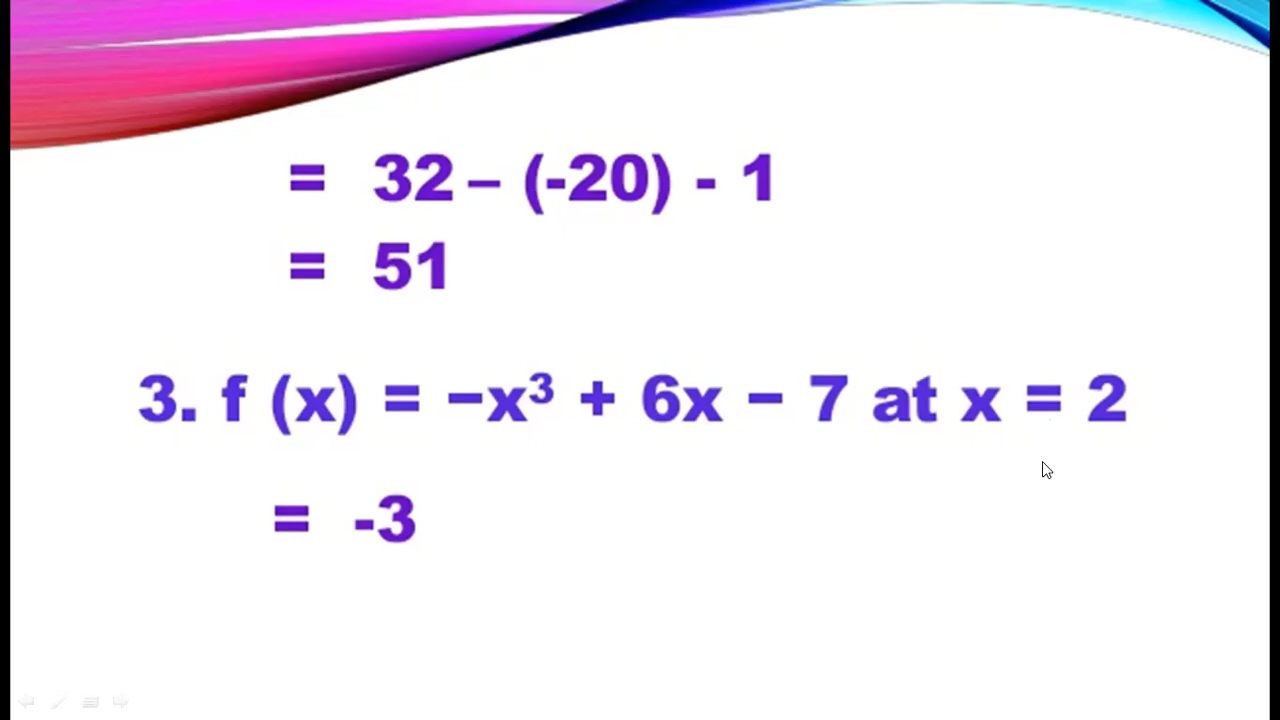 = 32 – (-20) - 1
= 51
3. f (x) = −x³ + 6x − 7 at x = 2
= -3